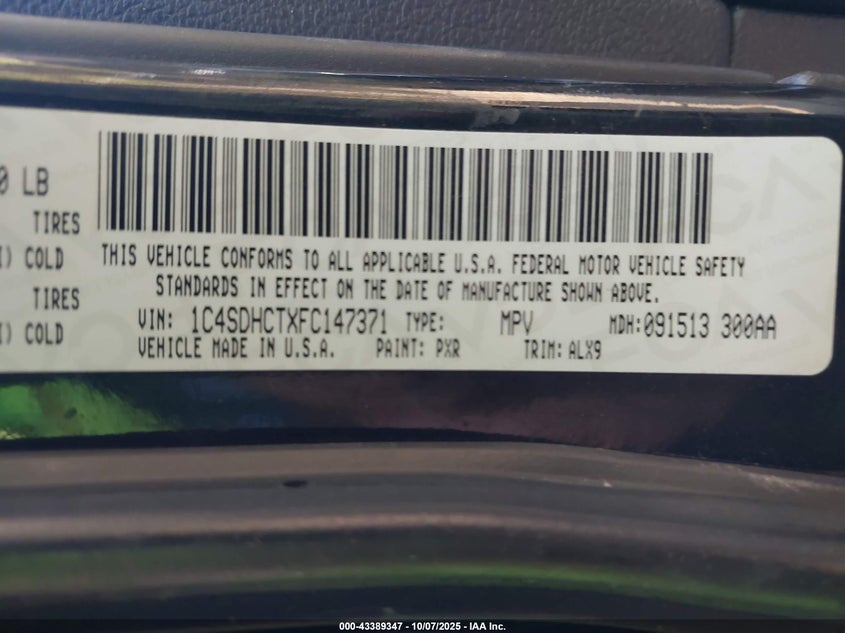 0 LB
TIRES
) COLD
TIRES
) COLD
THIS VEHICLE CONFORMS TO ALL APPLICABLE U.S.A. FEDERAL MOTOR VEHICLE SAFETY
STANDARDS IN EFFECT ON THE DATE OF MANUFACTURE SHOWN ABOVE.
VIN: 1C4SDHCTXFC147371 TYPE: MPV MDH:091513 300AA
VEHICLE MADE IN U.S.A. PAINT: PXR TRIM: ALX9
000-43389347 - 10/07/2025 - IAA Inc.